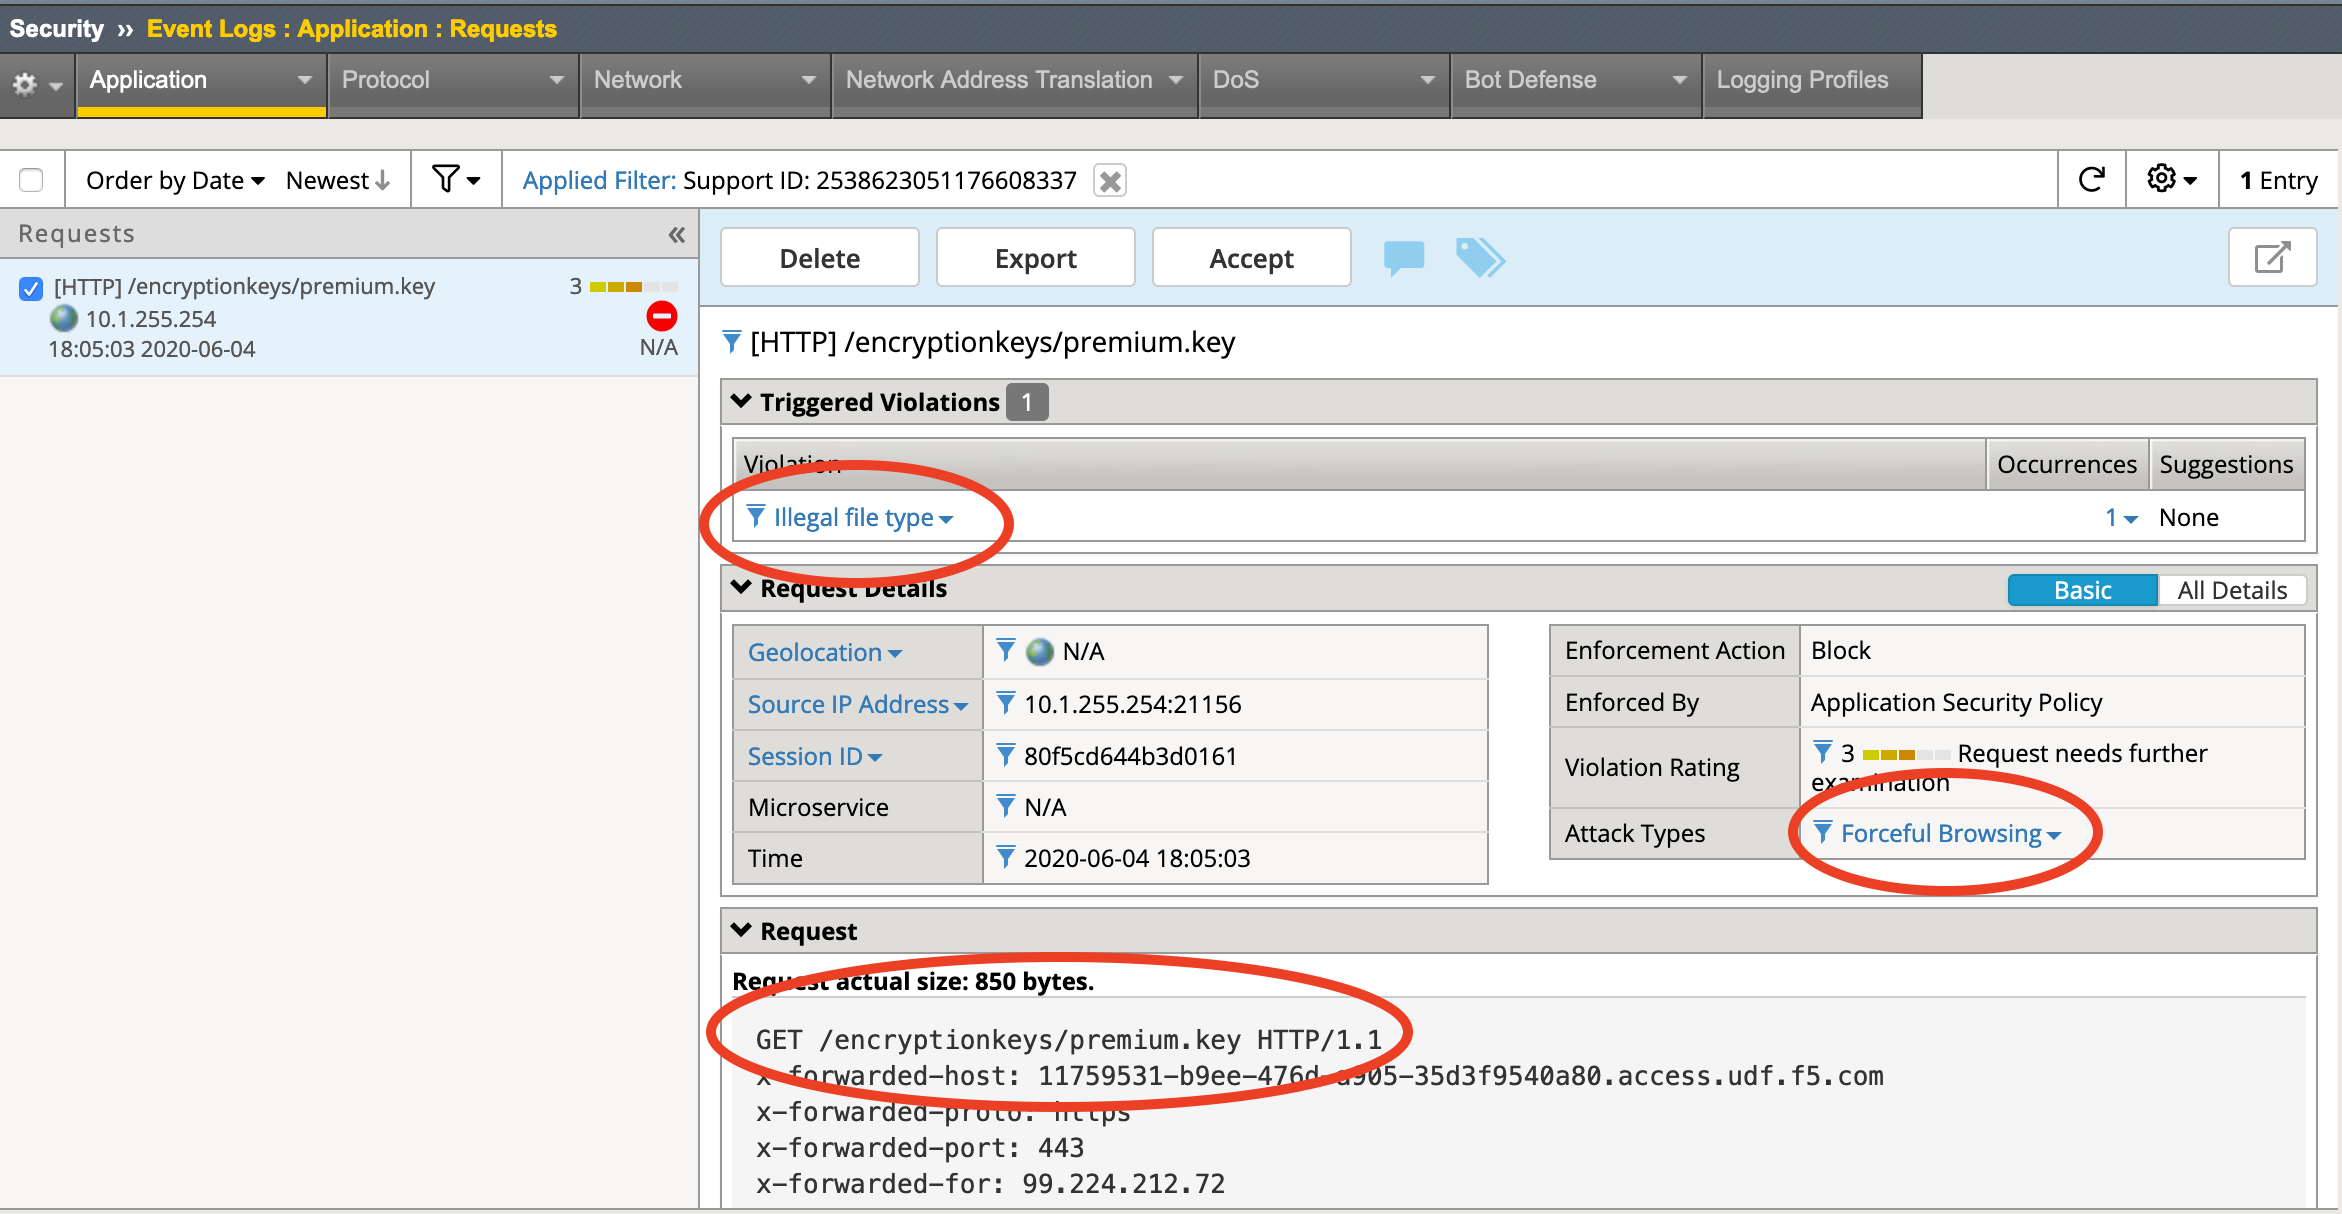 Security » Event Logs : Application : Requests
Application Protocol Network Network Address Translation DoS Bot Defense Logging Profiles
Order by Date Newest Applied Filter: Support ID: 2538623051176608337 1 Entry
Requests
[HTTP] /encryptionkeys/premium.key 3
10.1.255.254
18:05:03 2020-06-04 N/A
Delete Export Accept
[HTTP] /encryptionkeys/premium.key
Triggered Violations 1
Violation Occurrences Suggestions
Illegal file type 1 None
Request Details Basic All Details
Geolocation N/A
Source IP Address 10.1.255.254:21156
Session ID 80f5cd644b3d0161
Microservice N/A
Time 2020-06-04 18:05:03
Enforcement Action Block
Enforced By Application Security Policy
Violation Rating 3 Request needs further
examination
Attack Types Forceful Browsing
Request
Request actual size: 850 bytes.
GET /encryptionkeys/premium.key HTTP/1.1
x-forwarded-host: 11759531-b9ee-476d-a905-35d3f9540a80.access.udf.f5.com
x-forwarded-proto: https
x-forwarded-port: 443
x-forwarded-for: 99.224.212.72